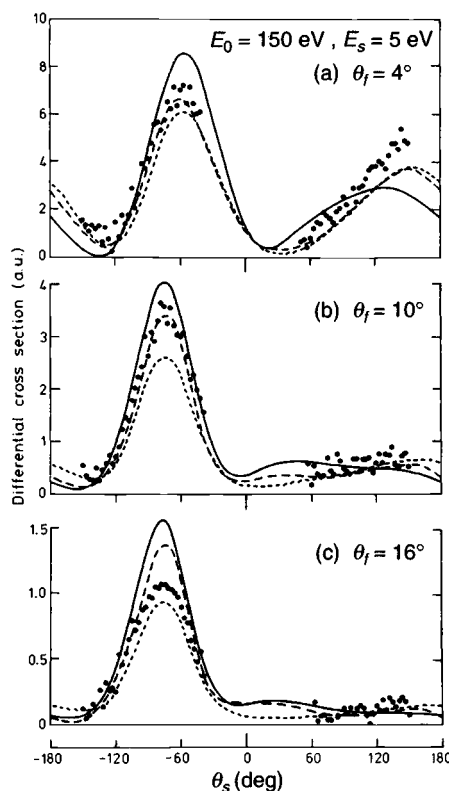 E₀ = 150 eV , Eₛ = 5 eV
(a) θf = 4°
10
8
6
4
2
0
Differential cross section (a.u.)
(b) θf = 10°
4
3
2
1
0
(c) θf = 16°
1.5
1.0
0.5
0
-180 -120 -60 0 60 120 180
θₛ (deg)